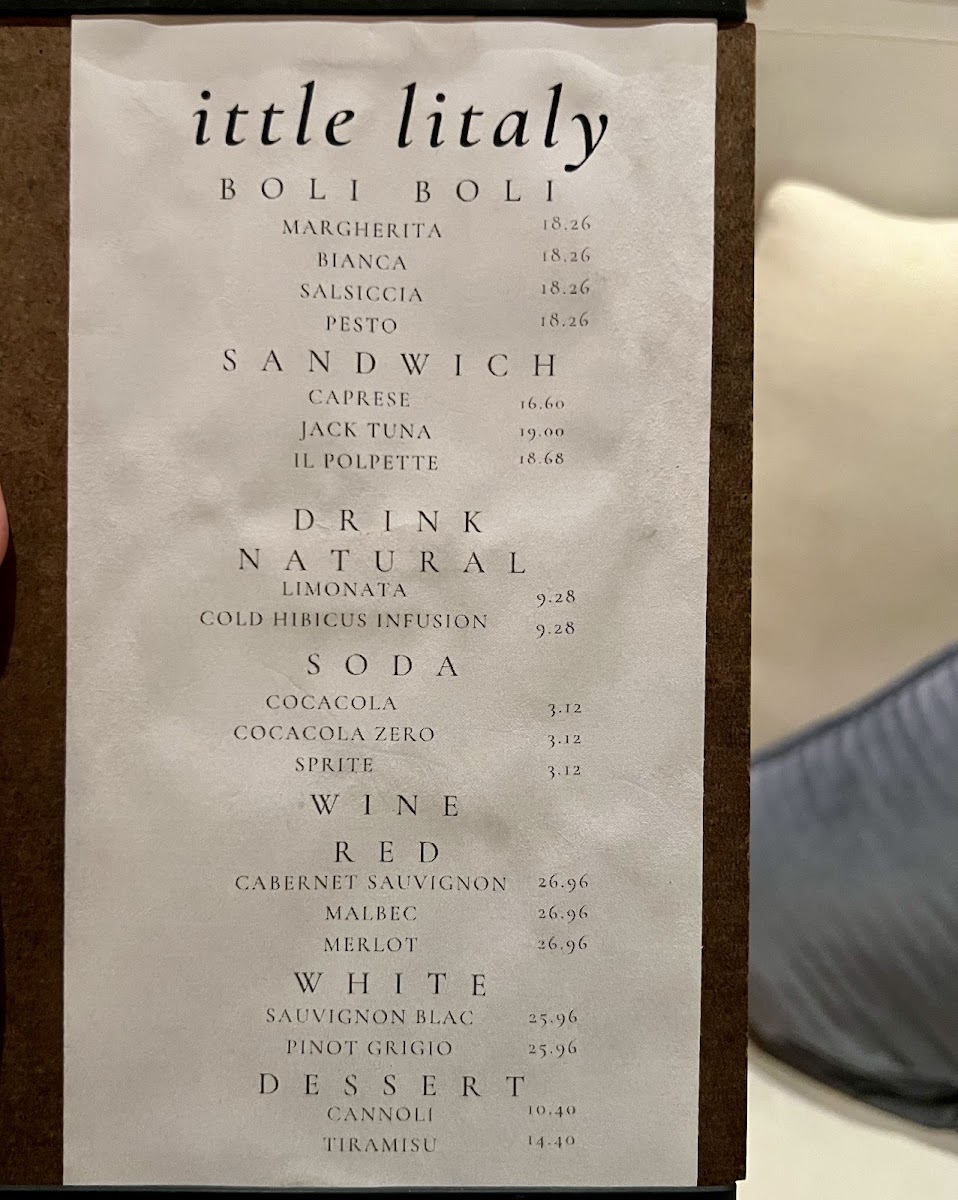 ittle litaly
BOLI BOLI
MARGHERITA 18.26
BIANCA 18.26
SALSICCIA 18.26
PESTO 18.26
SANDWICH
CAPRESE 16.60
JACK TUNA 19.00
IL POLPETTE 18.68
DRINK
NATURAL
LIMONATA 9.28
COLD HIBICUS INFUSION 9.28
SODA
COCACOLA 3.12
COCACOLA ZERO 3.12
SPRITE 3.12
WINE
RED
CABERNET SAUVIGNON 26.96
MALBEC 26.96
MERLOT 26.96
WHITE
SAUVIGNON BLAC 25.96
PINOT GRIGIO 25.96
DESSERT
CANNOLI 10.40
TIRAMISU 14.40